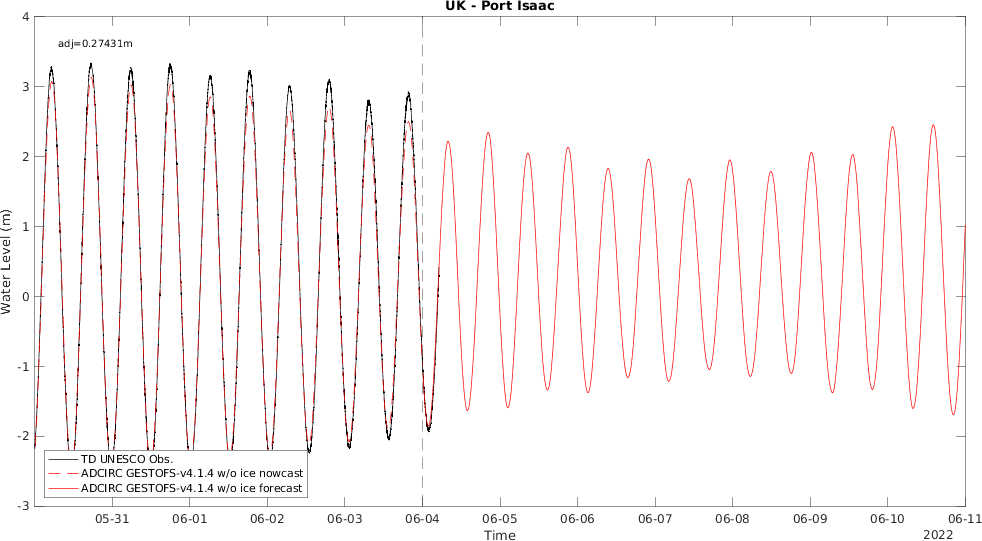 UK - Port Isaac
adj=0.27431m
Water Level (m)
4
3
2
1
0
-1
-2
-3
TD UNESCO Obs.
ADCIRC GESTOFS-v4.1.4 w/o ice nowcast
ADCIRC GESTOFS-v4.1.4 w/o ice forecast
05-31 06-01 06-02 06-03 06-04 06-05 06-06 06-07 06-08 06-09 06-10 06-11
Time
2022